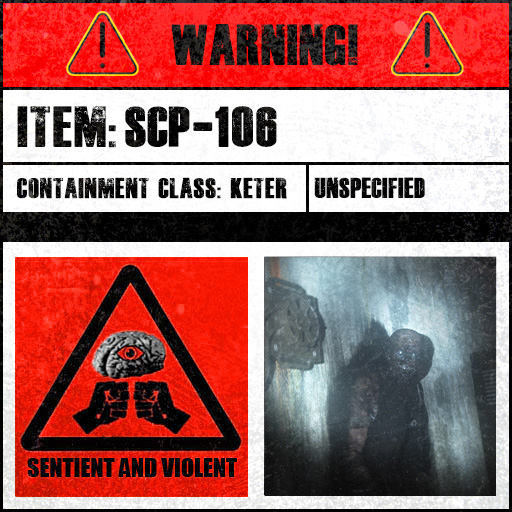 WARNING!
ITEM: SCP-106
CONTAINMENT CLASS: KETER
UNSPECIFIED
SENTIENT AND VIOLENT